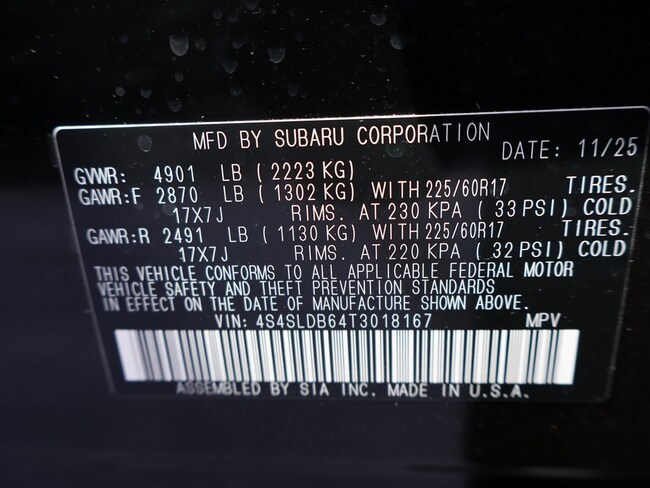 MFD BY SUBARU CORPORATION DATE: 11/25
GVWR: 4901 LB ( 2223 KG)
GAWR:F 2870 LB ( 1302 KG) WITH 225/60R17 TIRES.
17X7J RIMS. AT 230 KPA ( 33 PSI) COLD
GAWR:R 2491 LB ( 1130 KG) WITH 225/60R17 TIRES.
17X7J RIMS. AT 220 KPA ( 32 PSI) COLD
THIS VEHICLE CONFORMS TO ALL APPLICABLE FEDERAL MOTOR
VEHICLE SAFETY AND THEFT PREVENTION STANDARDS
IN EFFECT ON THE DATE OF MANUFACTURE SHOWN ABOVE.
VIN: 4S4SLDB64T3018167 MPV
ASSEMBLED BY SIA INC. MADE IN U.S.A.